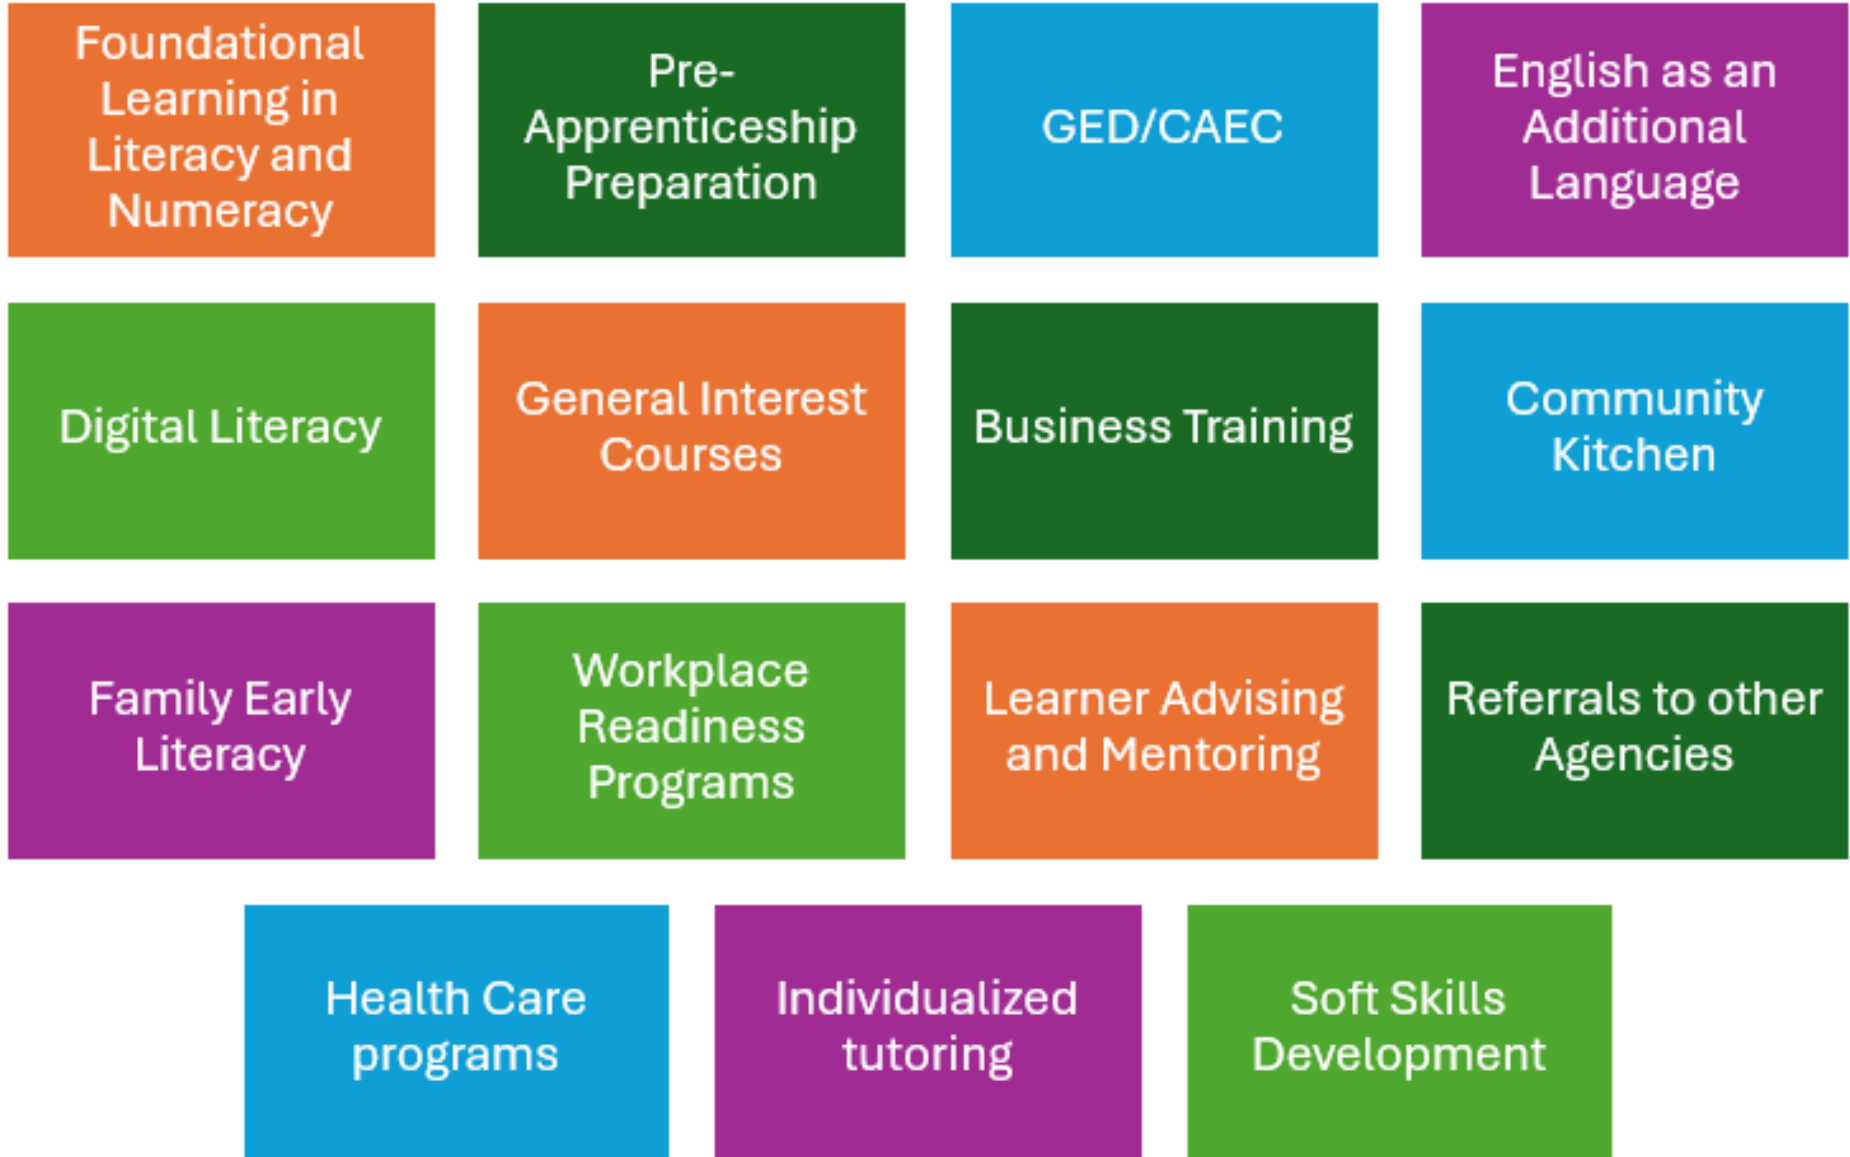 Foundational
Learning in
Literacy and
Numeracy
Pre-
Apprenticeship
Preparation
GED/CAEC
English as an
Additional
Language
Digital Literacy
General Interest
Courses
Business Training
Community
Kitchen
Family Early
Literacy
Workplace
Readiness
Programs
Learner Advising
and Mentoring
Referrals to other
Agencies
Health Care
programs
Individualized
tutoring
Soft Skills
Development